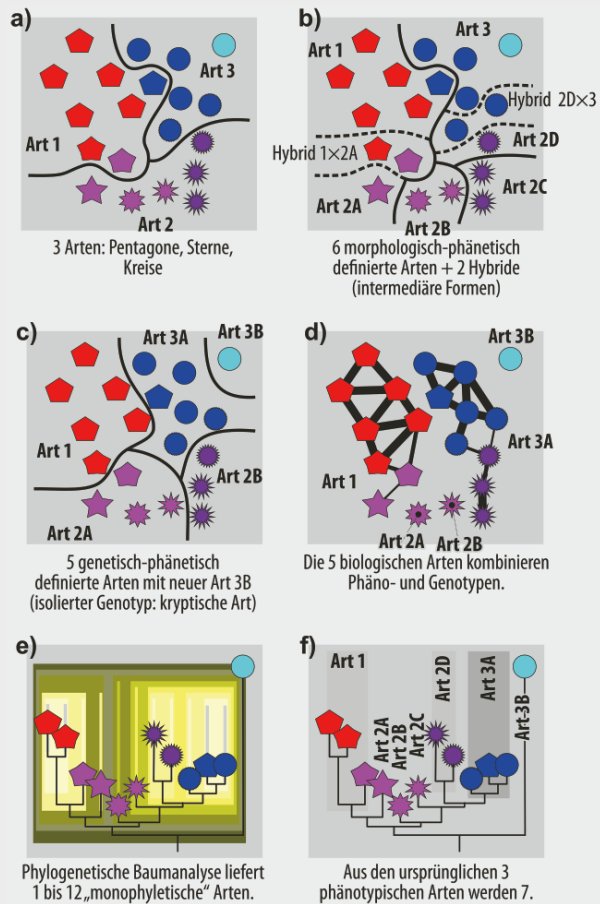 a)
Art 3
Art 1
Art 2
3 Arten: Pentagone, Sterne,
Kreise
b)
Art 1
Art 3
Hybrid 2D×3
Hybrid 1×2A
Art 2D
Art 2C
Art 2A
Art 2B
6 morphologisch-phänetisch
definierte Arten + 2 Hybride
(intermediäre Formen)
c)
Art 3A
Art 3B
Art 1
Art 2B
Art 2A
5 genetisch-phänetisch
definierte Arten mit neuer Art 3B
(isolierter Genotyp: kryptische Art)
d)
Art 3B
Art 3A
Art 1
Art 2A
Art 2B
Die 5 biologischen Arten kombinieren
Phäno- und Genotypen.
e)
Phylogenetische Baumanalyse liefert
1 bis 12 „monophyletische“ Arten.
f)
Art 1
Art 2A
Art 2B
Art 2C
Art 2D
Art 3A
Art 3B
Aus den ursprünglichen 3
phänotypischen Arten werden 7.